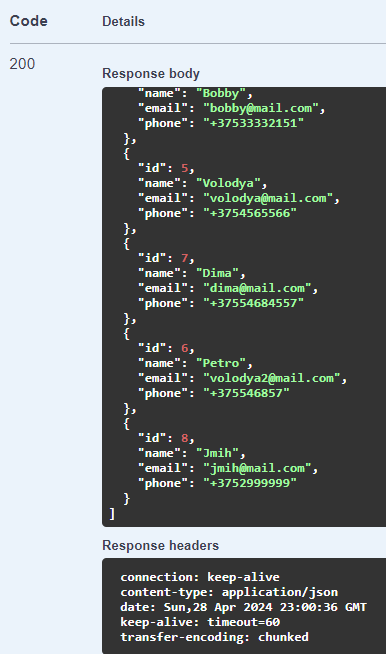 Code Details
200
Response body
"name": "Bobby",
"email": "bobby@mail.com",
"phone": "+37533332151"
},
{
"id": 5,
"name": "Volodya",
"email": "volodya@mail.com",
"phone": "+3754565566"
},
{
"id": 7,
"name": "Dima",
"email": "dima@mail.com",
"phone": "+37554684557"
},
{
"id": 6,
"name": "Petro",
"email": "volodya2@mail.com",
"phone": "+375546857"
},
{
"id": 8,
"name": "Jmih",
"email": "jmih@mail.com",
"phone": "+3752999999"
}
]
Response headers
connection: keep-alive
content-type: application/json
date: Sun,28 Apr 2024 23:00:36 GMT
keep-alive: timeout=60
transfer-encoding: chunked